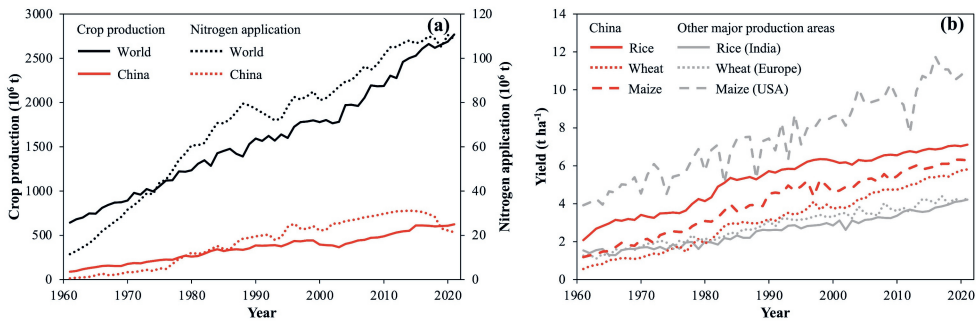 (a)
Crop production Nitrogen application
World World
China China
Crop production (10⁶ t)
3000
2500
2000
1500
1000
500
0
Nitrogen application (10⁶ t)
120
100
80
60
40
20
0
1960 1970 1980 1990 2000 2010 2020
Year
(b)
China Other major production areas
Rice Rice (India)
Wheat Wheat (Europe)
Maize Maize (USA)
Yield (t ha⁻¹)
14
12
10
8
6
4
2
0
1960 1970 1980 1990 2000 2010 2020
Year